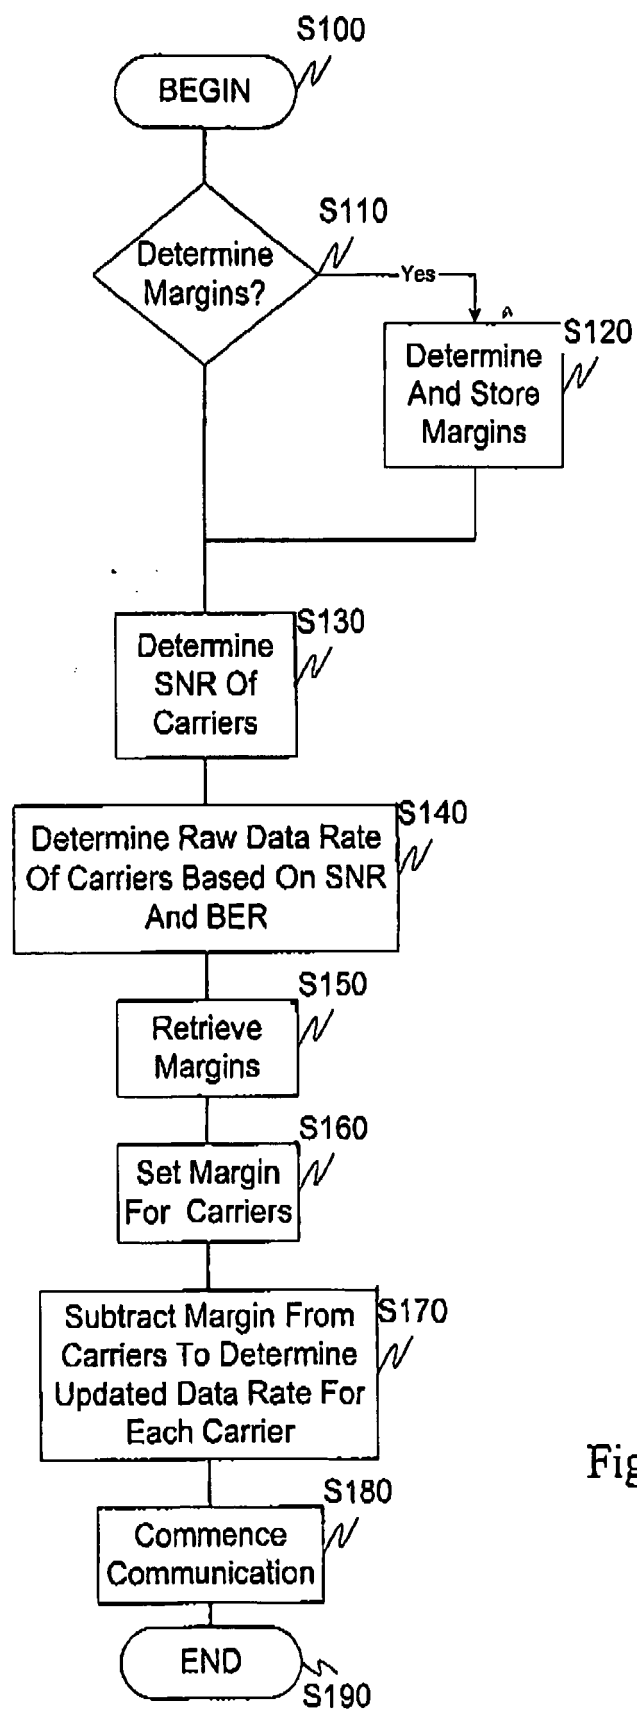 S100
BEGIN
S110
Determine
Margins?
Yes
S120
Determine
And Store
Margins
S130
Determine
SNR Of
Carriers
S140
Determine Raw Data Rate
Of Carriers Based On SNR
And BER
S150
Retrieve
Margins
S160
Set Margin
For Carriers
S170
Subtract Margin From
Carriers To Determine
Updated Data Rate For
Each Carrier
Fig
S180
Commence
Communication
END
S190